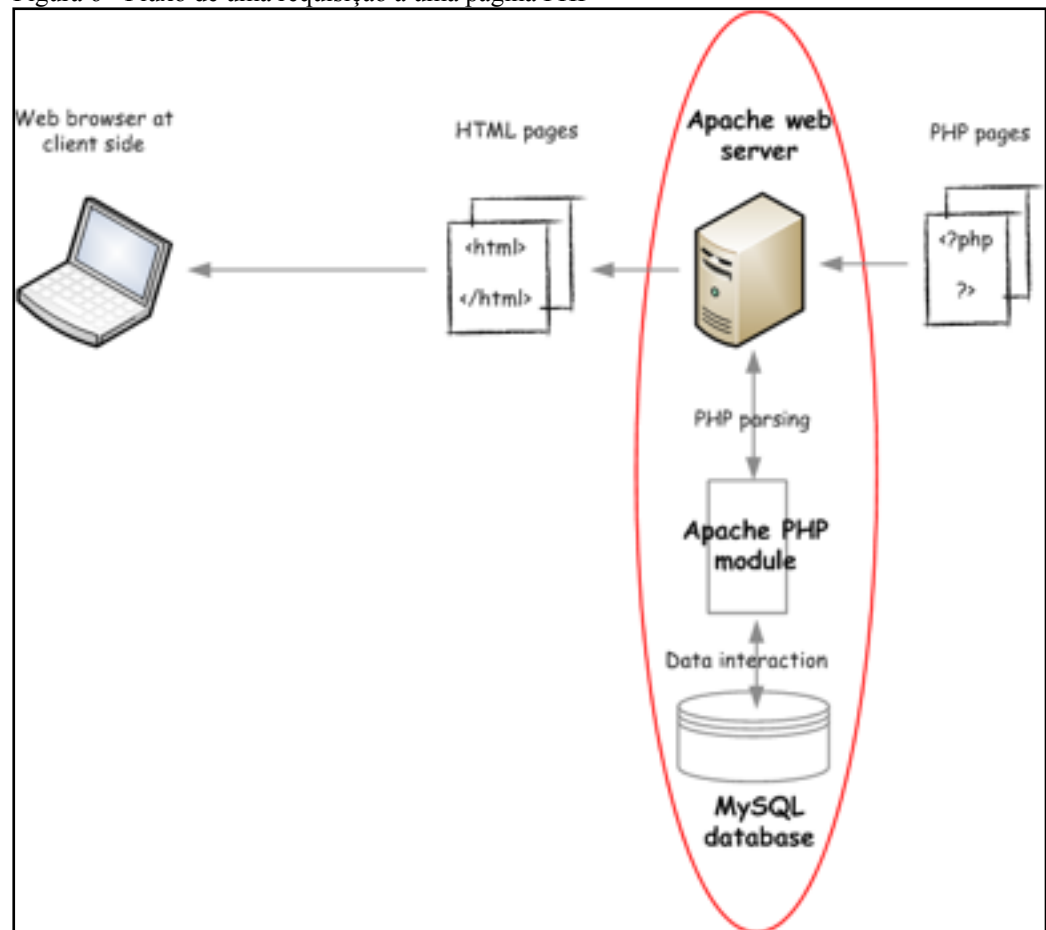 Web browser at
client side
HTML pages
Apache web
server
PHP pages
<html>
</html>
<?php
?>
PHP parsing
Apache PHP
module
Data interaction
MySQL
database